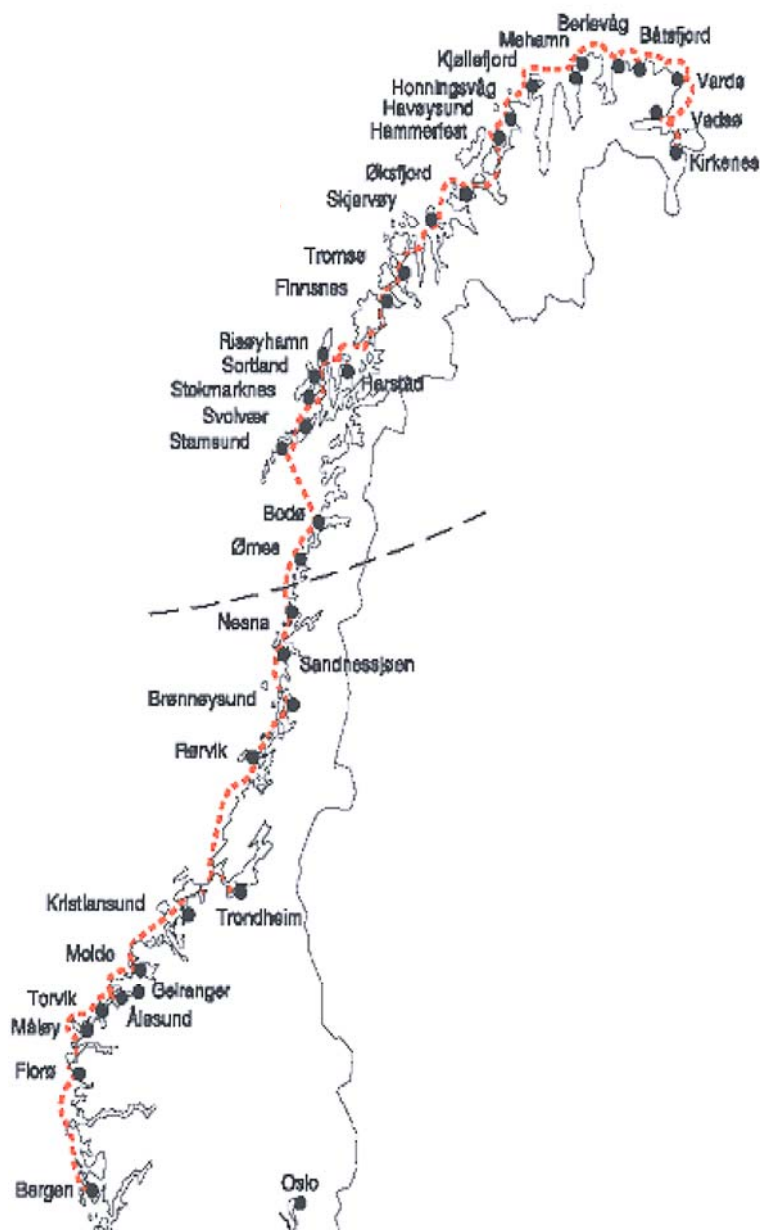 Berlevåg
Mehamn
Båtsfjord
Kjøllefjord
Honningsvåg
Vardø
Havøysund
Hammerfest
Vadsø
Kirkenes
Øksfjord
Skjervøy
Tromsø
Finnsnes
Risøyhamn
Sortland
Harstad
Stokmarknes
Svolvær
Stamsund
Bodø
Ørnes
Nesna
Sandnessjøen
Brønnøysund
Rørvik
Kristiansund
Trondheim
Molde
Geiranger
Torvik
Ålesund
Måløy
Florø
Bergen
Oslo